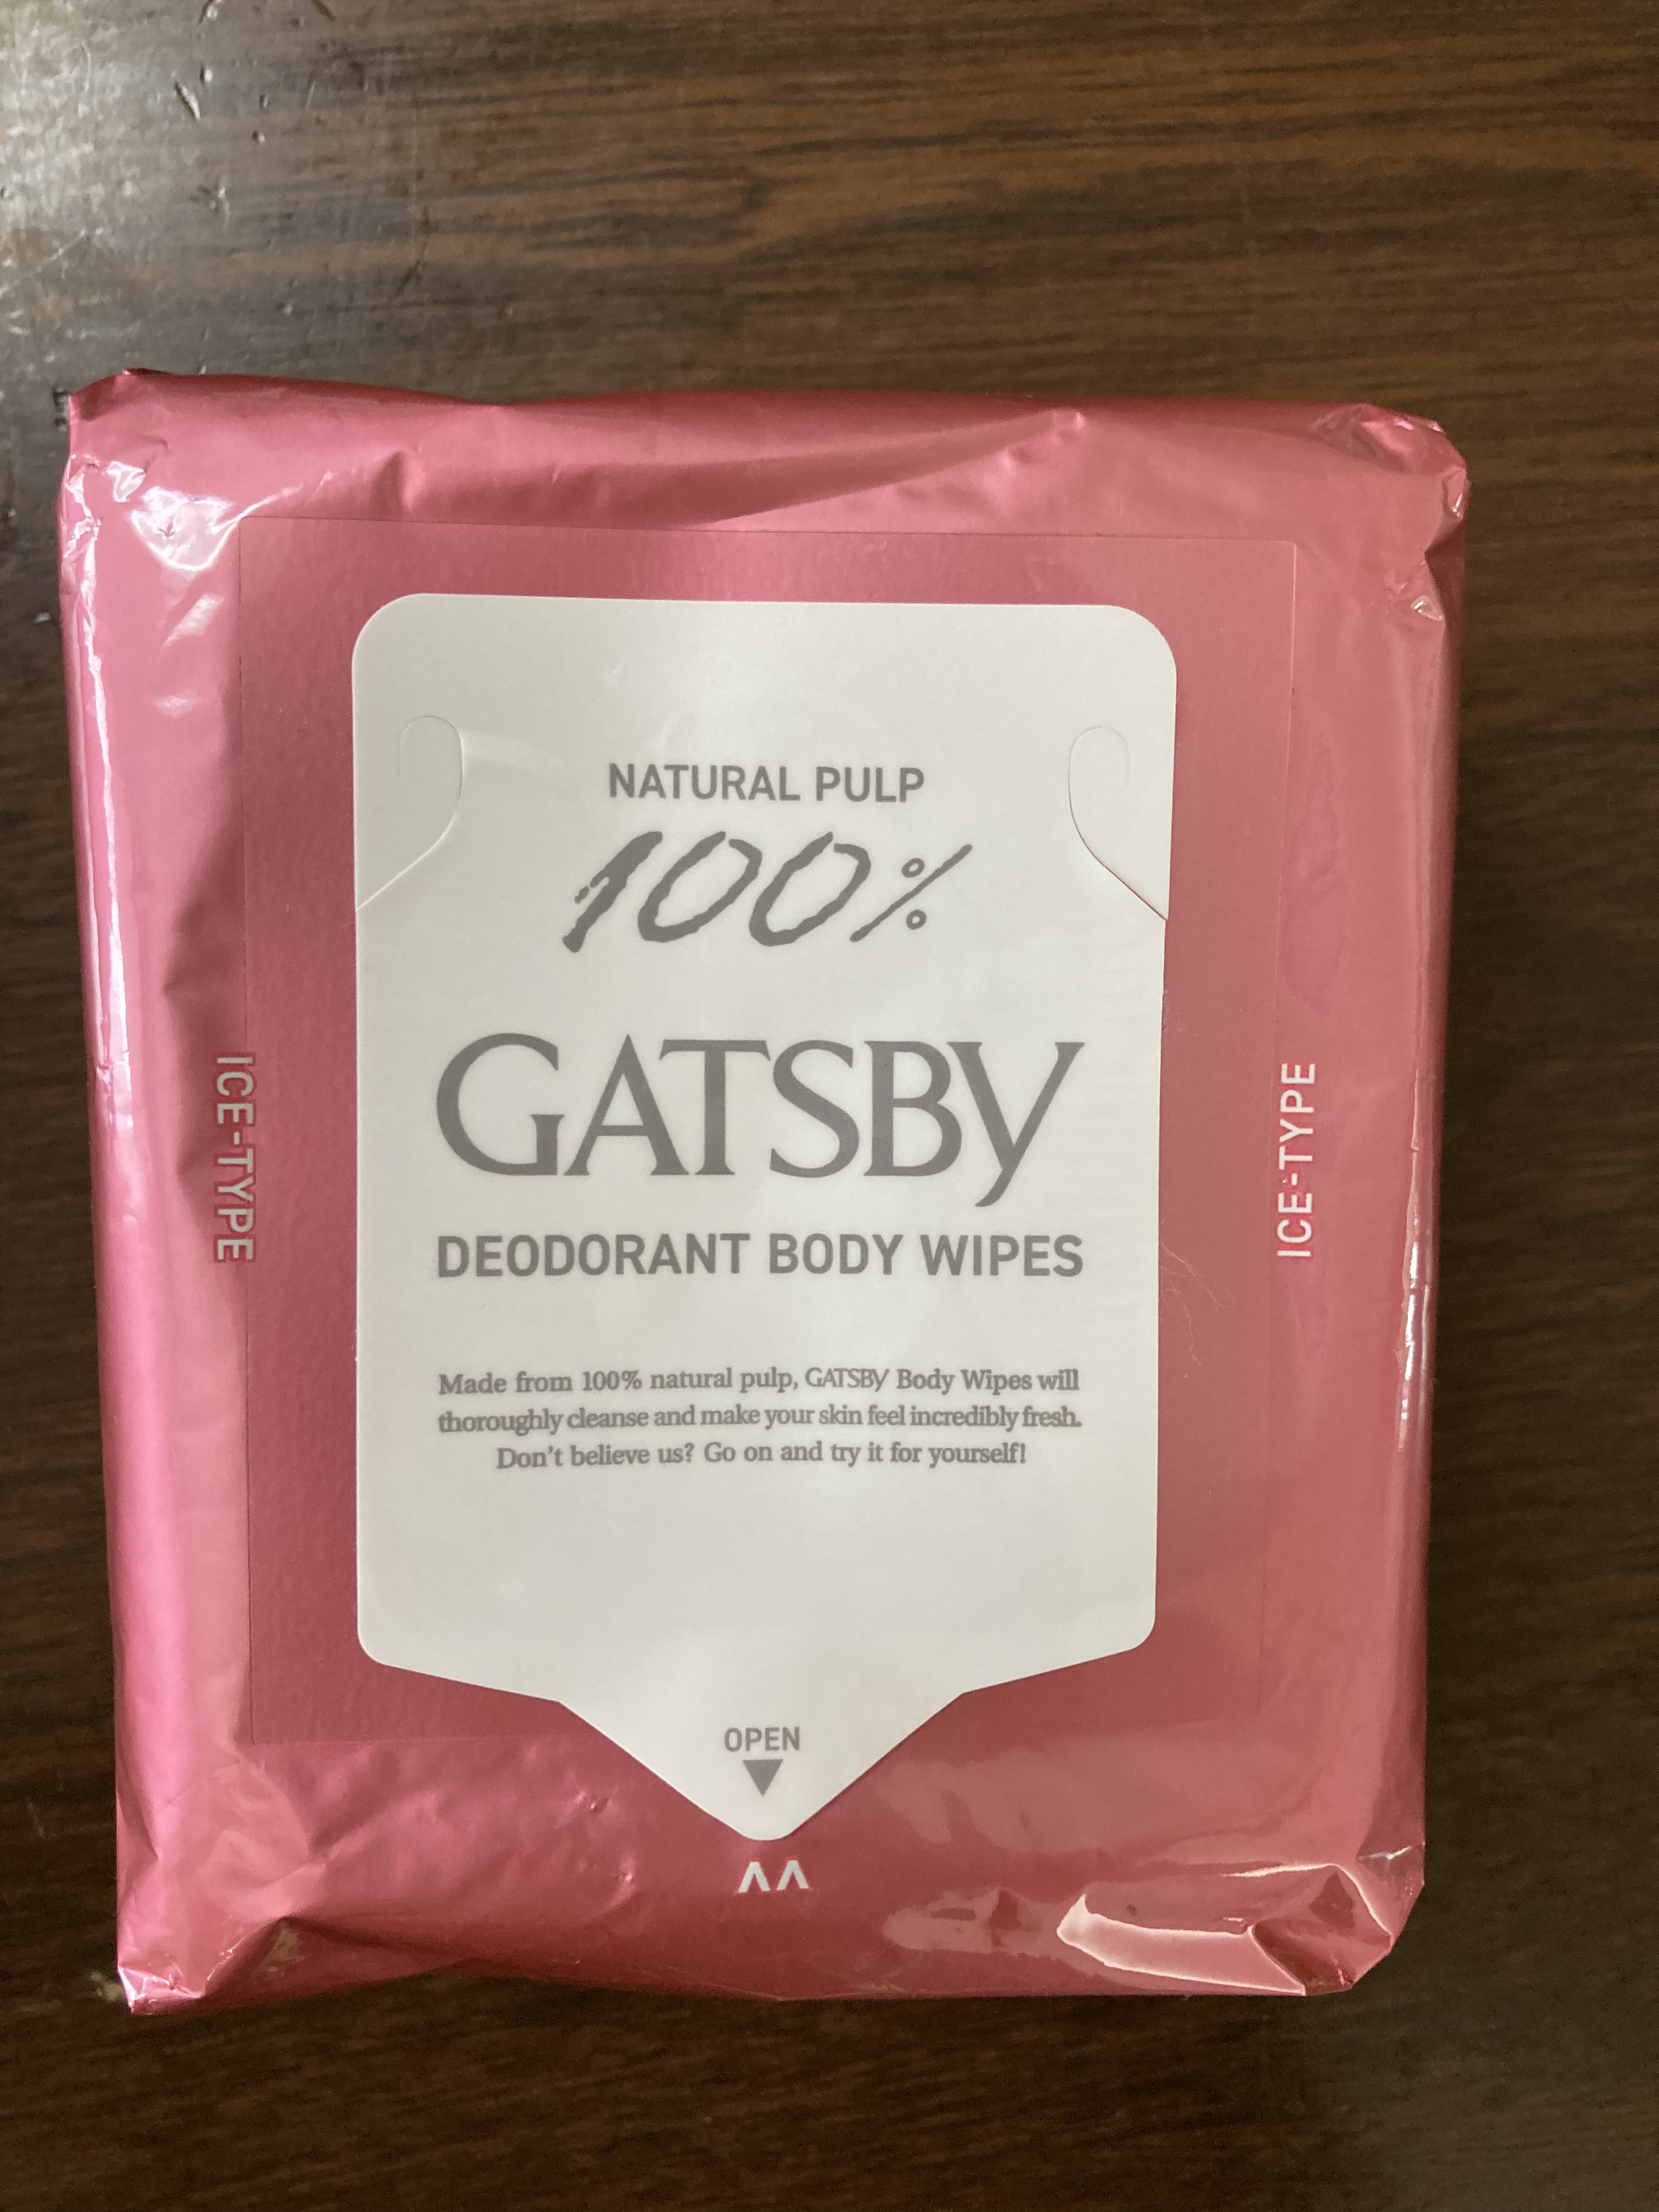 NATURAL PULP
100%
GATSBY
DEODORANT BODY WIPES
ICE-TYPE
ICE-TYPE
Made from 100% natural pulp, GATSBY Body Wipes will
thoroughly cleanse and make your skin feel incredibly fresh.
Don't believe us? Go on and try it for yourself!
OPEN